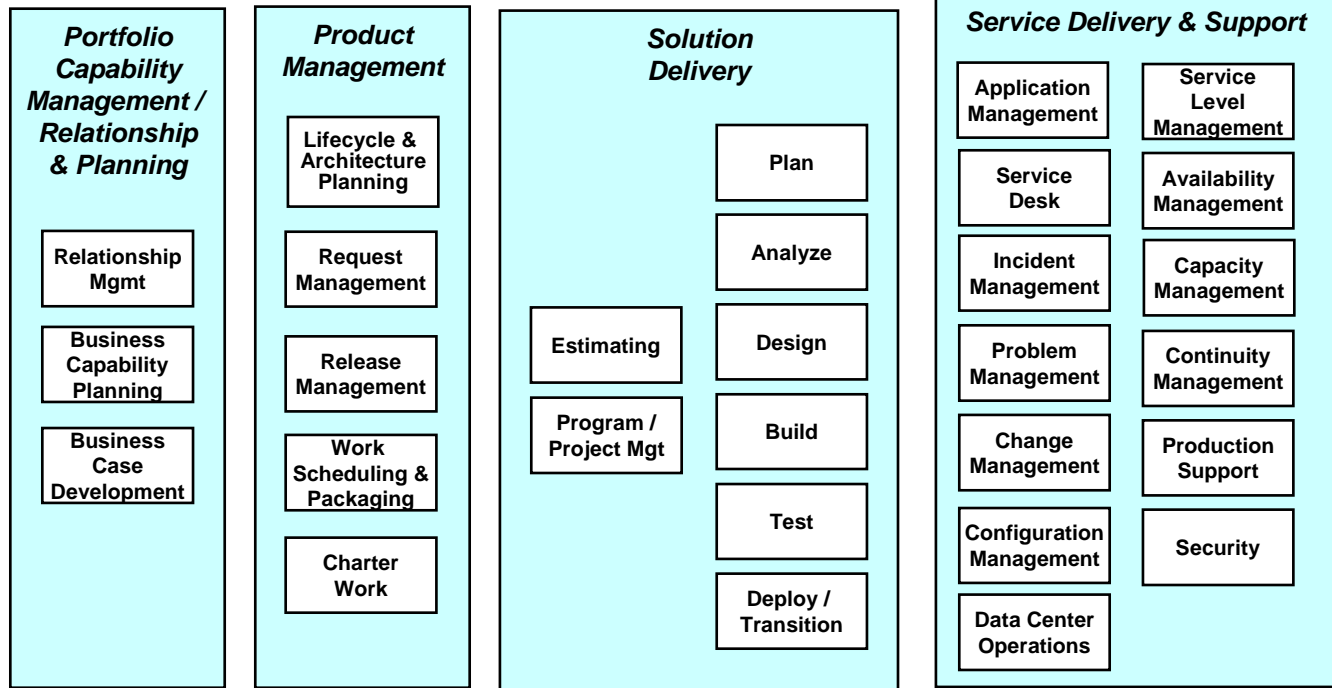 Portfolio
Capability
Management /
Relationship
& Planning
Relationship
Mgmt
Business
Capability
Planning
Business
Case
Development
Product
Management
Lifecycle &
Architecture
Planning
Request
Management
Release
Management
Work
Scheduling &
Packaging
Charter
Work
Solution
Delivery
Estimating
Program /
Project Mgt
Plan
Analyze
Design
Build
Test
Deploy /
Transition
Service Delivery & Support
Application
Management
Service
Desk
Incident
Management
Problem
Management
Change
Management
Configuration
Management
Data Center
Operations
Service
Level
Management
Availability
Management
Capacity
Management
Continuity
Management
Production
Support
Security